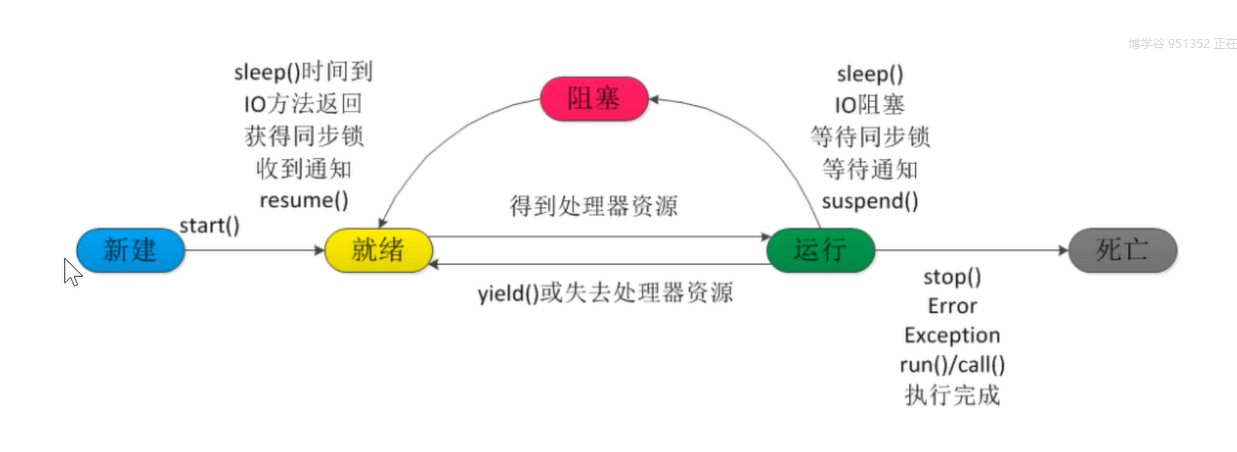 博学谷 951352 正在
sleep()时间到
IO方法返回
获得同步锁
收到通知
resume()
阻塞
sleep()
IO阻塞
等待同步锁
等待通知
suspend()
start()
得到处理器资源
新建
就绪
运行
死亡
yield()或失去处理器资源
stop()
Error
Exception
run()/call()
执行完成